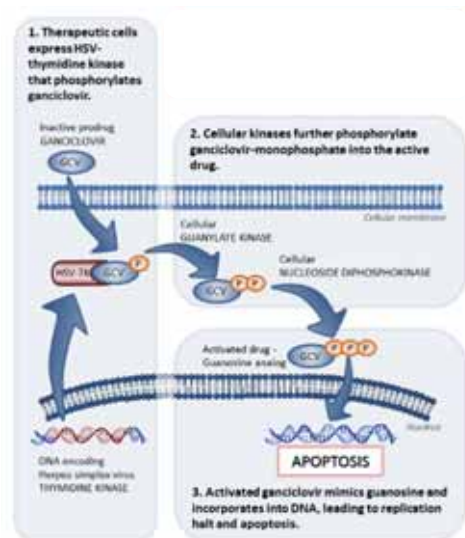 1. Therapeutic cells
express HSV-
thymidine kinase
that phosphorylates
ganciclovir.
Inactive prodrug
GANCICLOVIR
GCV
2. Cellular kinases further phosphorylate
ganciclovir-monophosphate into the active
drug.
Cellular membrane
Cellular
GUANYLATE KINASE
HSV-TK
GCV
P
Cellular
NUCLEOSIDE DIPHOSPHOKINASE
GCV
P
P
Activated drug -
Guanosine analog
GCV
P
P
P
Nucleus
DNA encoding
Herpes simplex virus
THYMIDINE KINASE
APOPTOSIS
3. Activated ganciclovir mimics guanosine and
incorporates into DNA, leading to replication
halt and apoptosis.